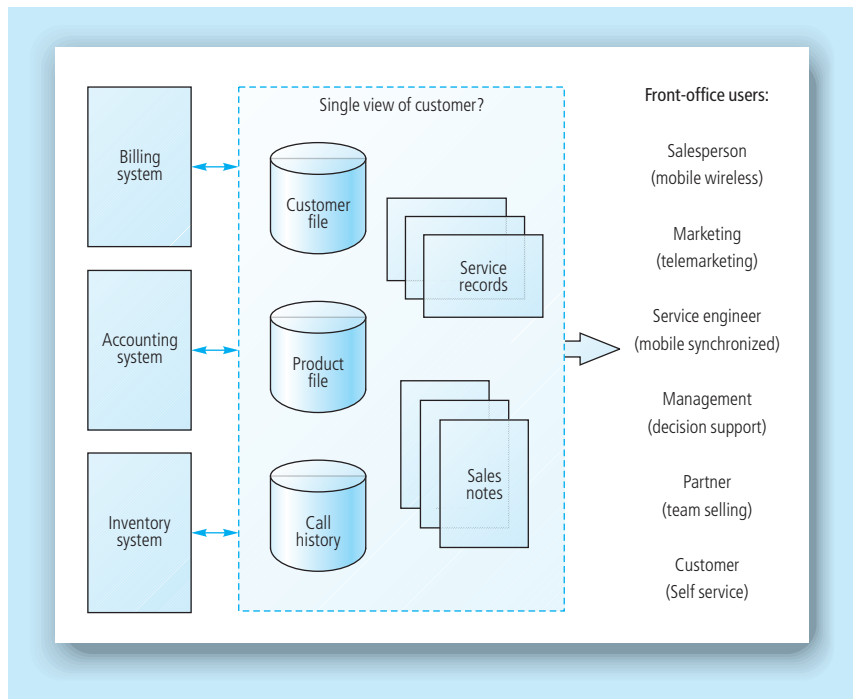 Billing
system
Accounting
system
Inventory
system
Single view of customer?
Customer
file
Service
records
Product
file
Sales
notes
Call
history
Front-office users:
Salesperson
(mobile wireless)
Marketing
(telemarketing)
Service engineer
(mobile synchronized)
Management
(decision support)
Partner
(team selling)
Customer
(Self service)